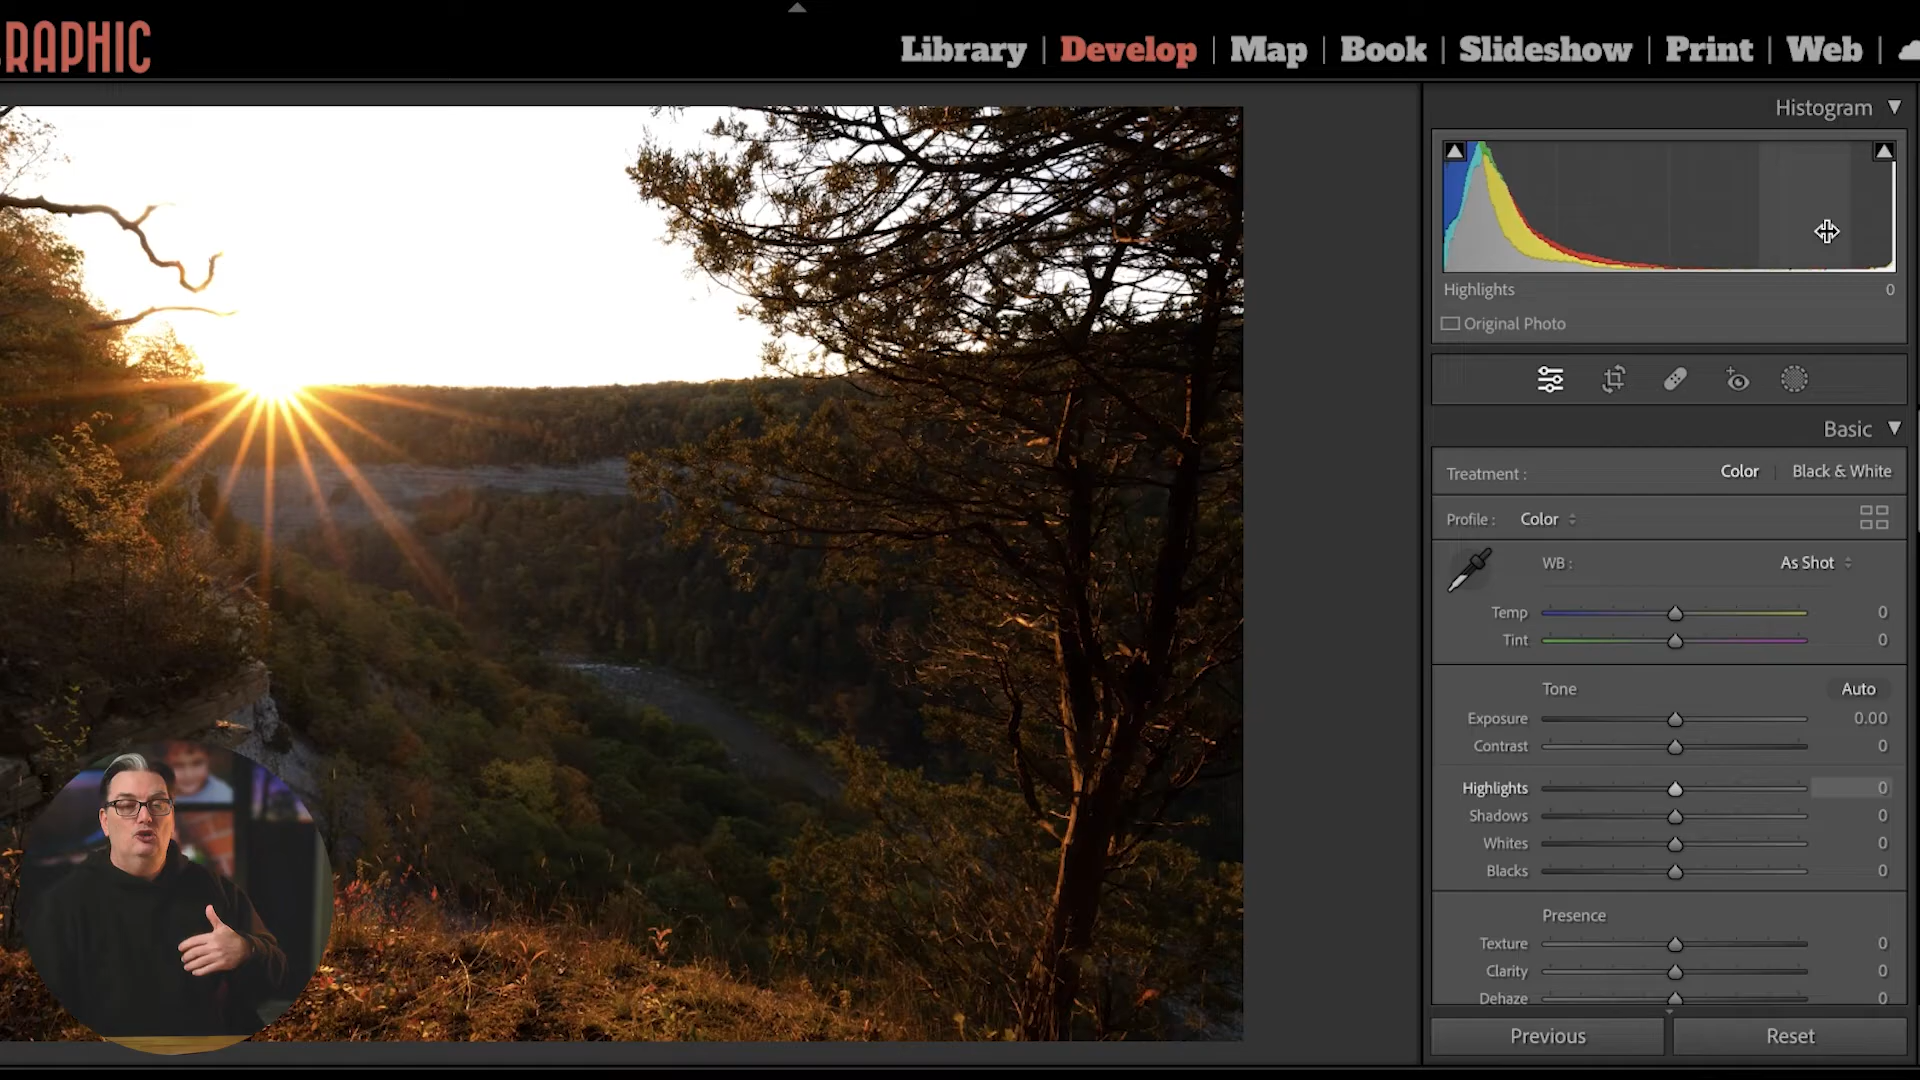 RAPHIC
Library | Develop | Map | Book | Slideshow | Print | Web |
Histogram
Highlights 0
Original Photo
Basic
Treatment : Color | Black & White
Profile : Color
WB : As Shot
Temp 0
Tint 0
Tone Auto
Exposure 0.00
Contrast 0
Highlights 0
Shadows 0
Whites 0
Blacks 0
Presence
Texture 0
Clarity 0
Dehaze 0
Previous Reset